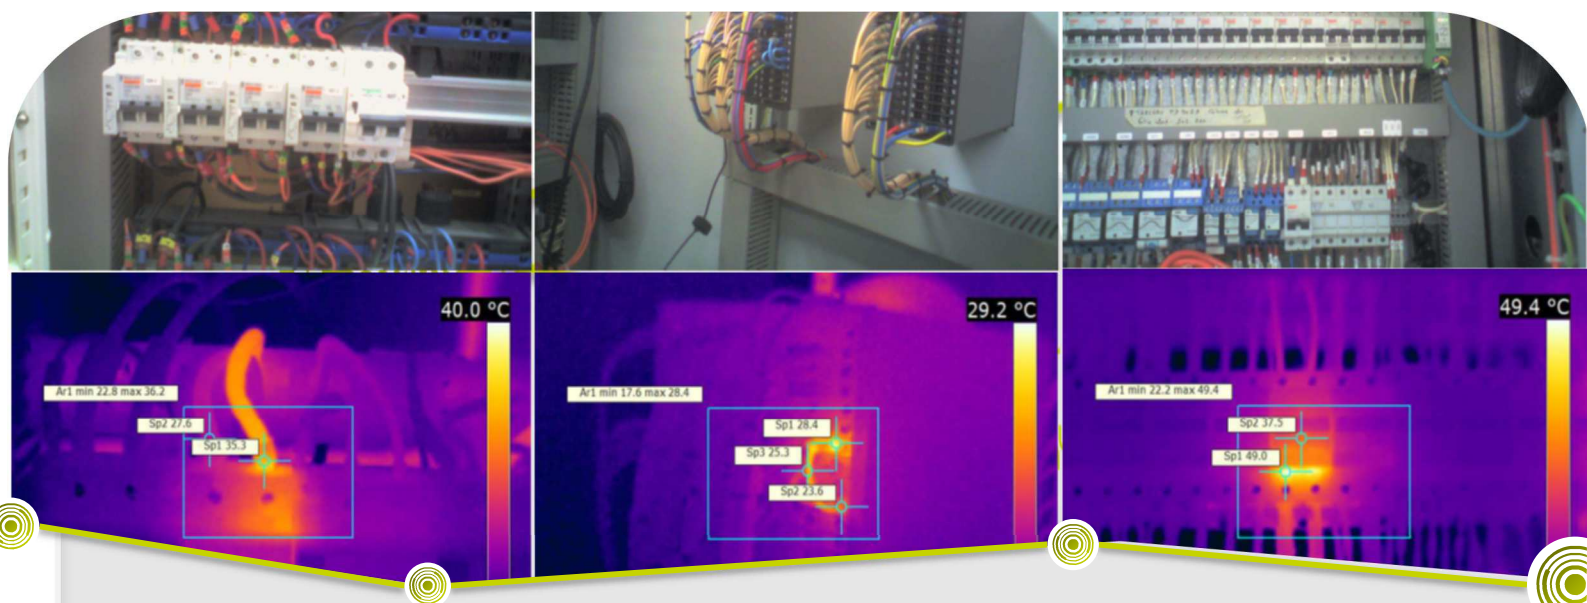 40.0 °C
Ar1 min 22.8 max 36.2
Sp2 27.6
Sp1 35.3
29.2 °C
Ar1 min 17.6 max 28.4
Sp1 28.4
Sp3 25.3
Sp2 23.6
49.4 °C
Ar1 min 22.2 max 49.4
Sp2 37.5
Sp1 49.0